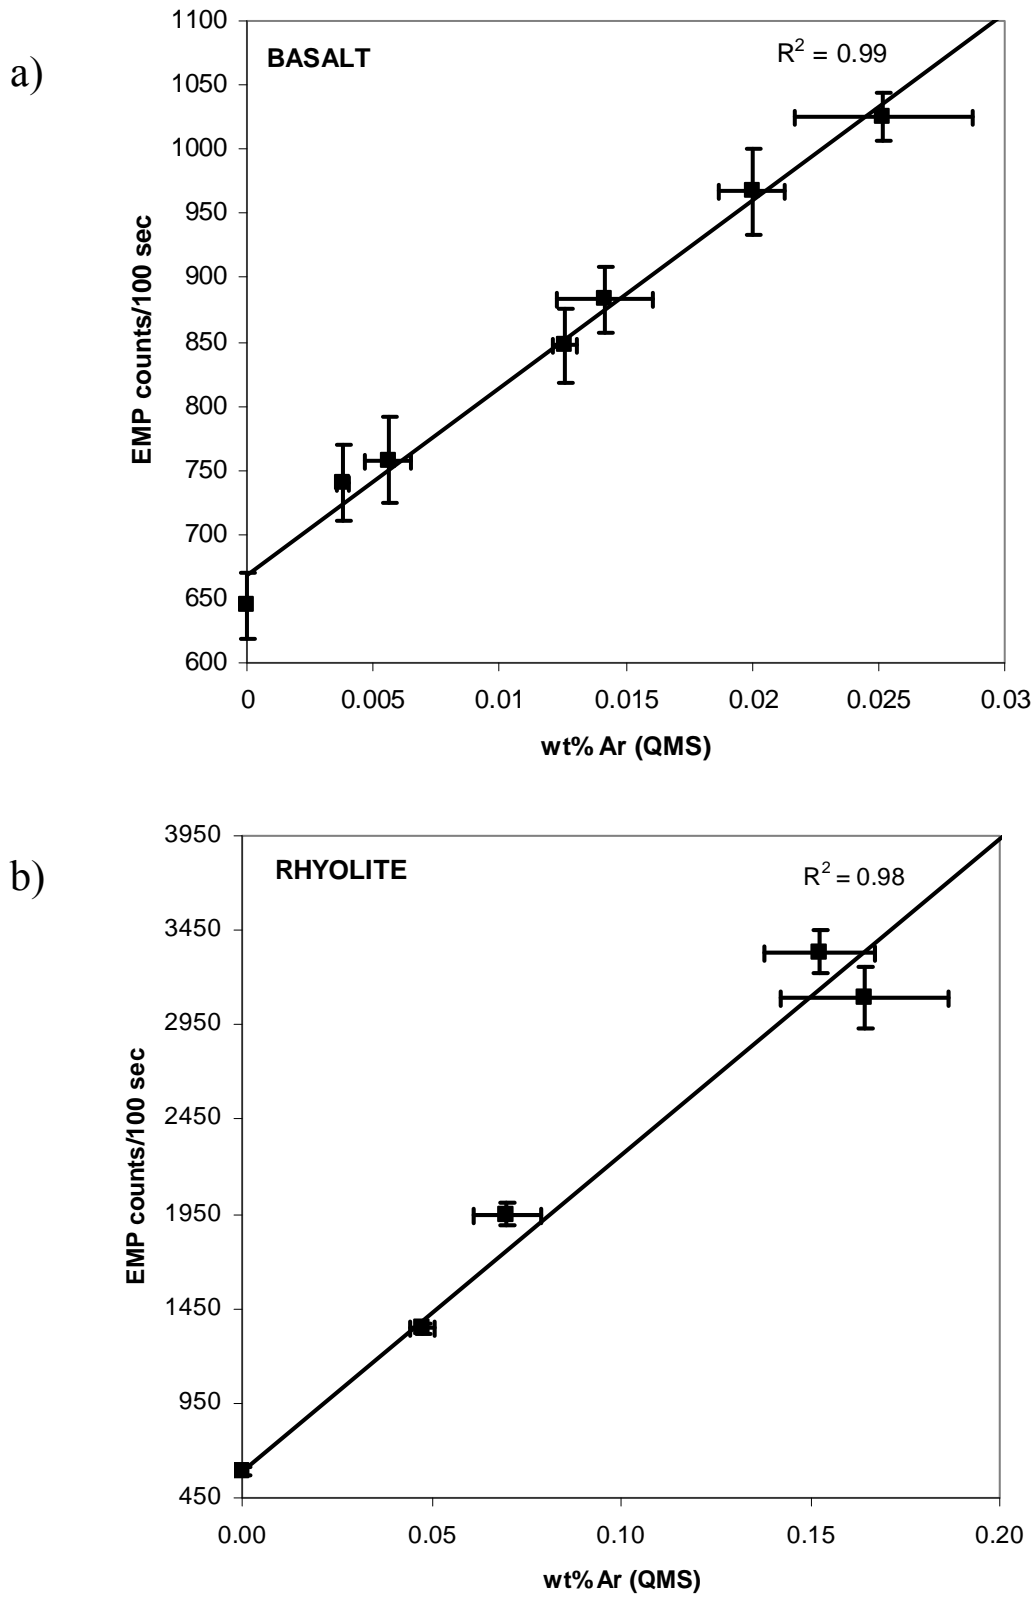 a)
BASALT
R² = 0.99
1100
1050
1000
950
900
850
800
750
700
650
600
EMP counts/100 sec
0 0.005 0.01 0.015 0.02 0.025 0.03
wt% Ar (QMS)
b)
RHYOLITE
R² = 0.98
3950
3450
2950
2450
1950
1450
950
450
EMP counts/100 sec
0.00 0.05 0.10 0.15 0.20
wt% Ar (QMS)